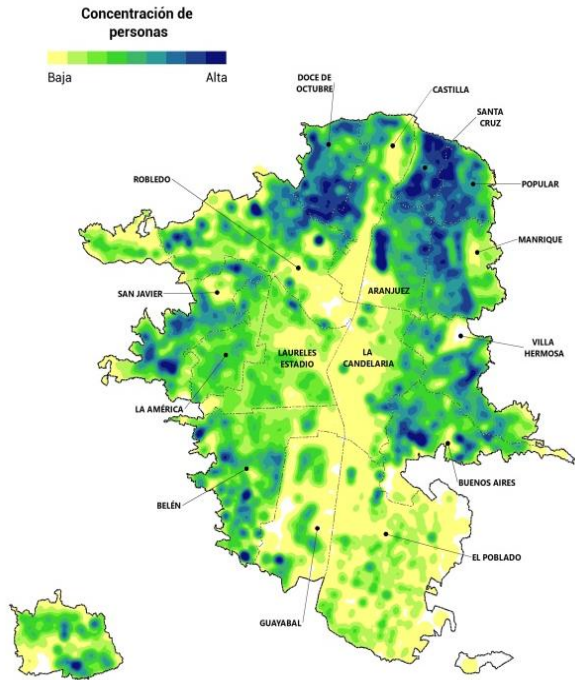 Concentración de
personas
Baja
Alta
DOCE DE
OCTUBRE
CASTILLA
SANTA
CRUZ
ROBLEDO
POPULAR
MANRIQUE
SAN JAVIER
ARANJUEZ
VILLA
HERMOSA
LAURELES
ESTADIO
LA
CANDELARIA
LA AMÉRICA
BUENOS AIRES
BELÉN
EL POBLADO
GUAYABAL